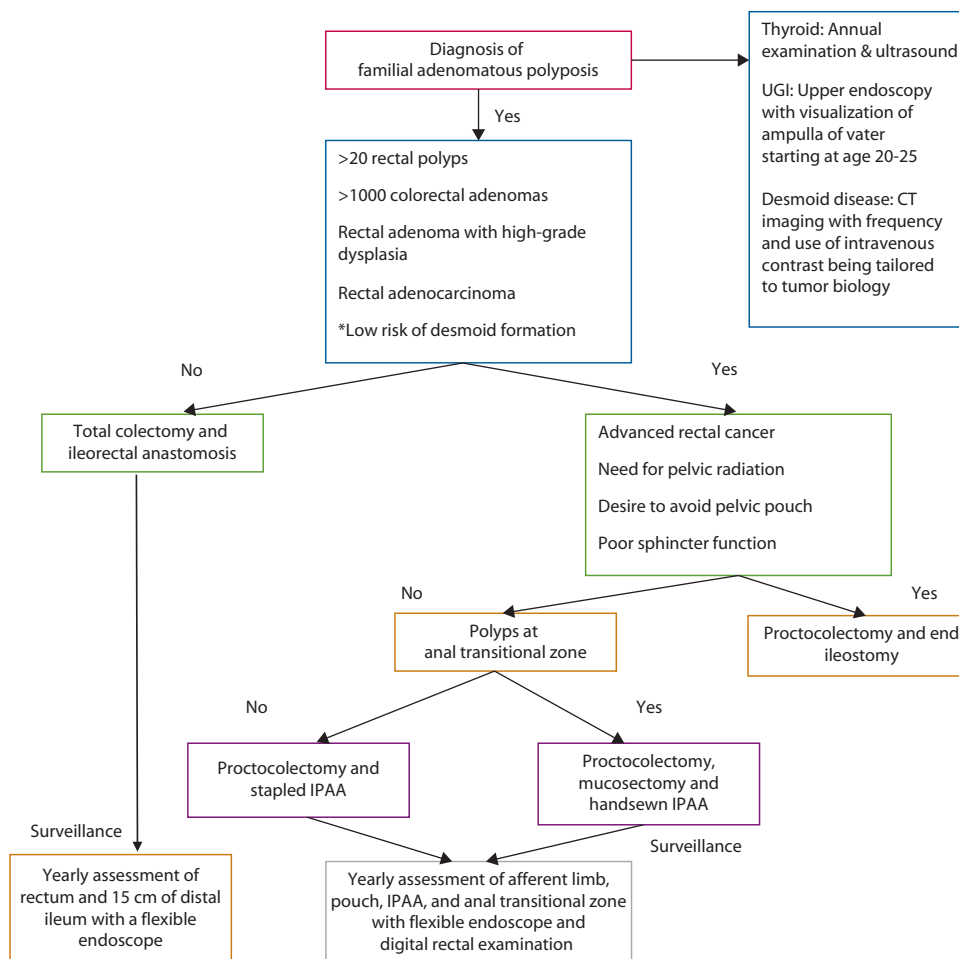 Diagnosis of
familial adenomatous polyposis
Thyroid: Annual
examination & ultrasound
UGI: Upper endoscopy
with visualization of
ampulla of vater
starting at age 20-25
Desmoid disease: CT
imaging with frequency
and use of intravenous
contrast being tailored
to tumor biology
Yes
>20 rectal polyps
>1000 colorectal adenomas
Rectal adenoma with high-grade
dysplasia
Rectal adenocarcinoma
*Low risk of desmoid formation
No
Yes
Total colectomy and
ileorectal anastomosis
Advanced rectal cancer
Need for pelvic radiation
Desire to avoid pelvic pouch
Poor sphincter function
No
Yes
Polyps at
anal transitional zone
Proctocolectomy and end
ileostomy
No
Yes
Proctocolectomy and
stapled IPAA
Proctocolectomy,
mucosectomy and
handsewn IPAA
Surveillance
Surveillance
Yearly assessment of
rectum and 15 cm of distal
ileum with a flexible
endoscope
Yearly assessment of afferent limb,
pouch, IPAA, and anal transitional zone
with flexible endoscope and
digital rectal examination